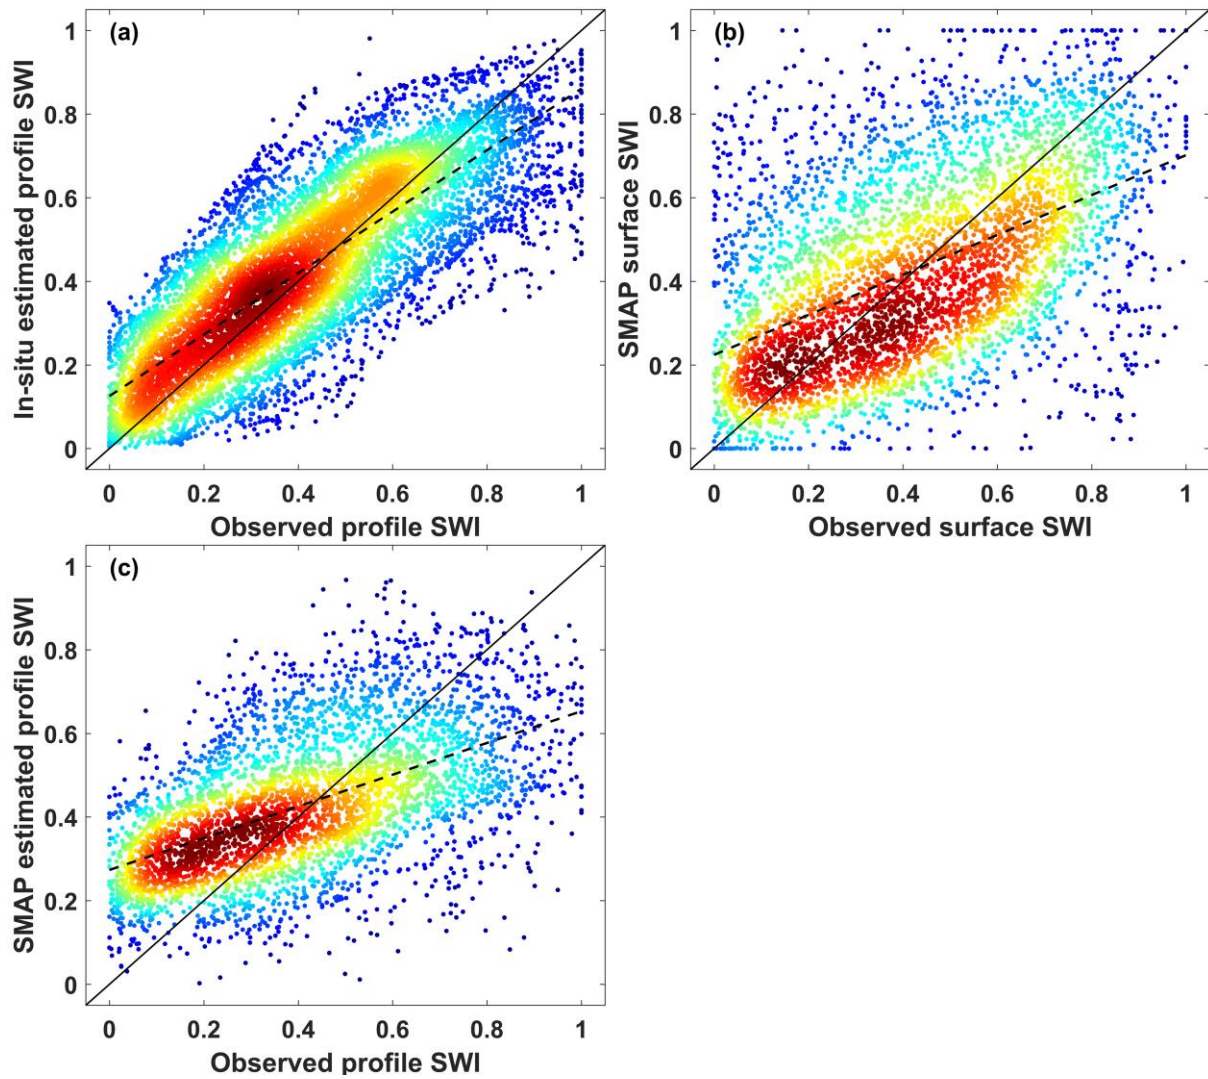 (a)
In-situ estimated profile SWI
1
0.8
0.6
0.4
0.2
0
0 0.2 0.4 0.6 0.8 1
Observed profile SWI
(b)
SMAP surface SWI
1
0.8
0.6
0.4
0.2
0
0 0.2 0.4 0.6 0.8 1
Observed surface SWI
(c)
SMAP estimated profile SWI
1
0.8
0.6
0.4
0.2
0
0 0.2 0.4 0.6 0.8 1
Observed profile SWI